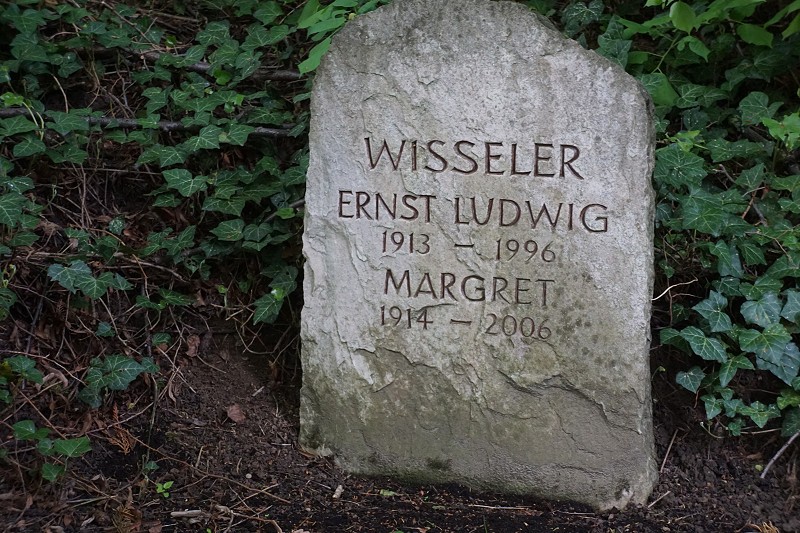 WISSELER
ERNST LUDWIG
1913 – 1996
MARGRET
1914 – 2006